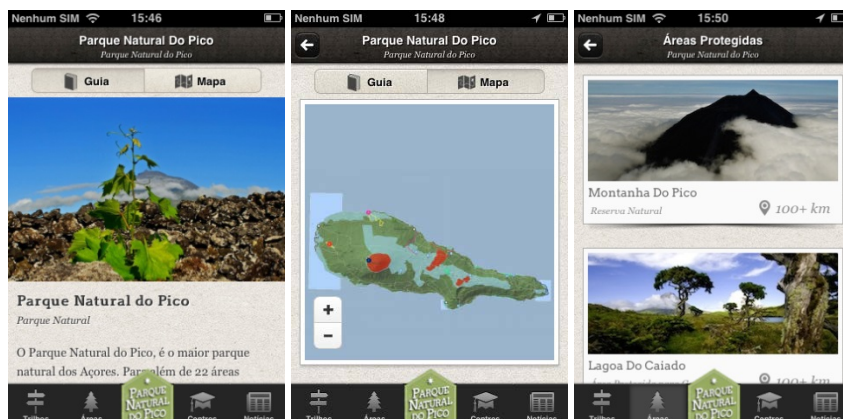 Nenhum SIM 15:46
Parque Natural Do Pico
Parque Natural do Pico
Guia
Mapa
Parque Natural do Pico
Parque Natural
O Parque Natural do Pico, é o maior parque
natural dos Açores. Para além de 22 áreas
Trilhos
Áreas
PARQUE
NATURAL
DO PICO
Centros
Notícias
Nenhum SIM 15:48
Parque Natural Do Pico
Parque Natural do Pico
Guia
Mapa
+
−
Trilhos
Áreas
PARQUE
NATURAL
DO PICO
Centros
Notícias
Nenhum SIM 15:50
Áreas Protegidas
Parque Natural do Pico
Montanha Do Pico
Reserva Natural
100+ km
Lagoa Do Caiado
100+ km
Trilhos
Áreas
PARQUE
NATURAL
DO PICO
Centros
Notícias